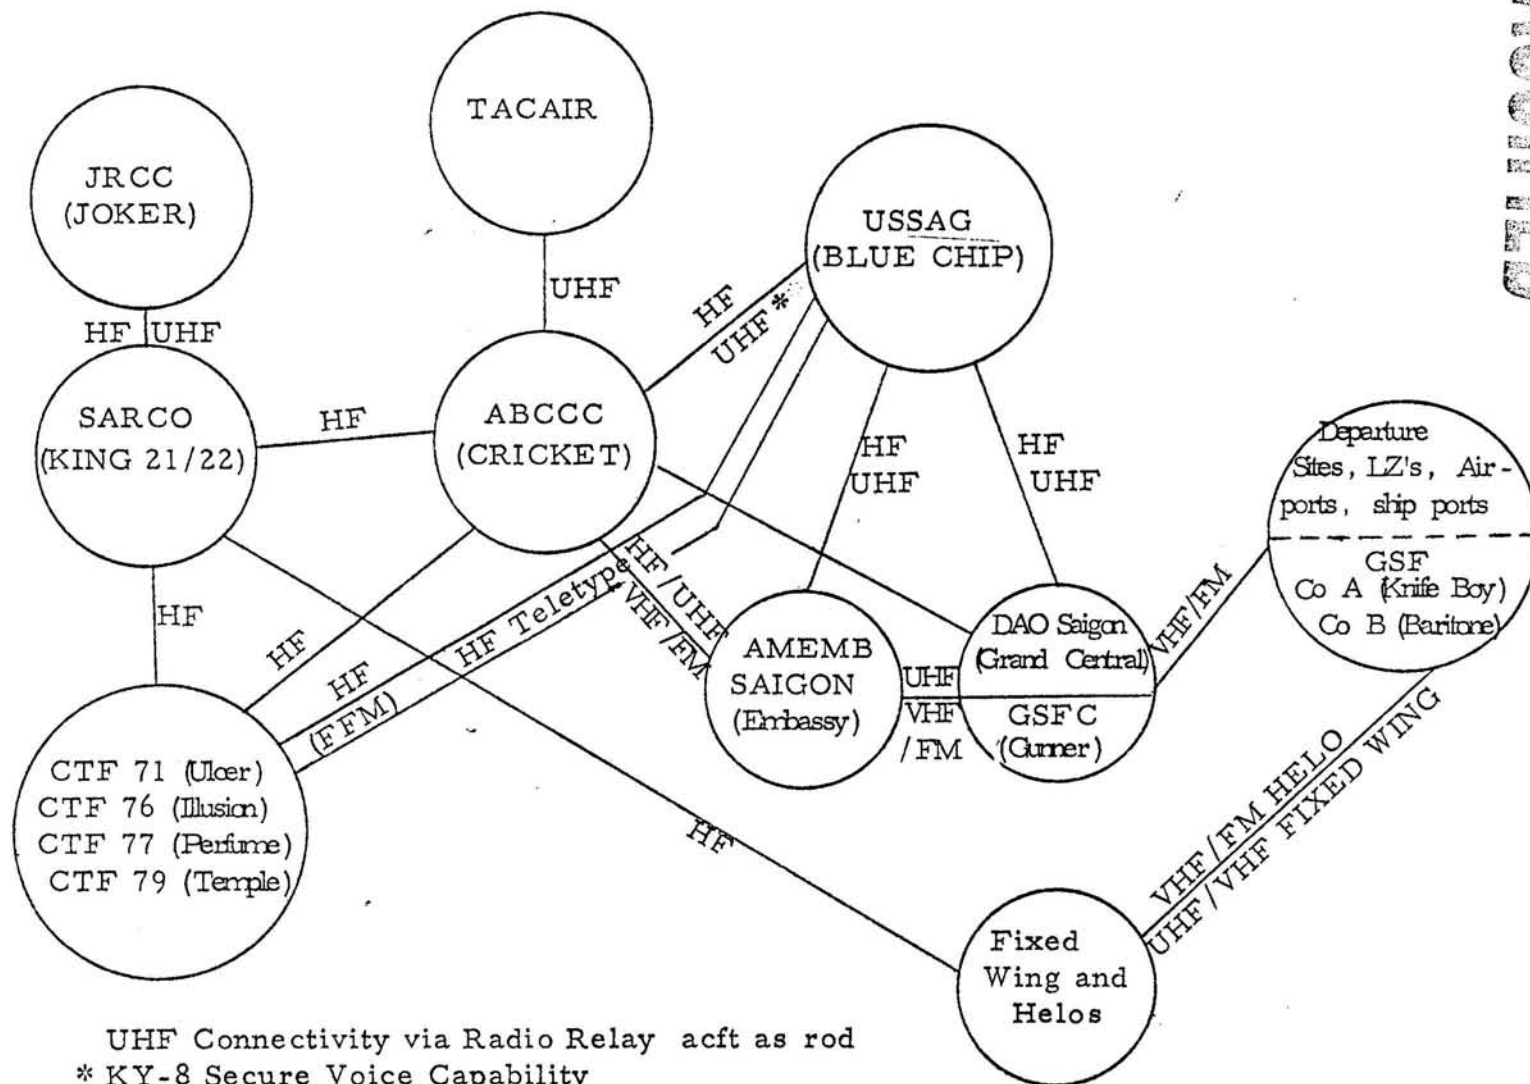 TACAIR
JRCC
(JOKER)
USSAG
(BLUE CHIP)
UHF
HF
UHF *
HF UHF
SARCO
(KING 21/22)
HF
ABCCC
(CRICKET)
HF
UHF
HF
UHF
Departure
Sites, LZ's, Air-
ports, ship ports
GSF
Co A (Knife Boy)
Co B (Baritone)
HF
HF
HF
(FFM)
HF Teletype
HF/UHF
VHF/FM
AMEMB
SAIGON
(Embassy)
UHF
VHF
/FM
DAO Saigon
(Grand Central)
GSFC
(Gunner)
VHF/FM
CTF 71 (Ulcer)
CTF 76 (Illusion)
CTF 77 (Perfume)
CTF 79 (Temple)
HF
VHF/FM HELO
UHF/VHF FIXED WING
Fixed
Wing and
Helos
UHF Connectivity via Radio Relay acft as rqd
* KY-8 Secure Voice Capability